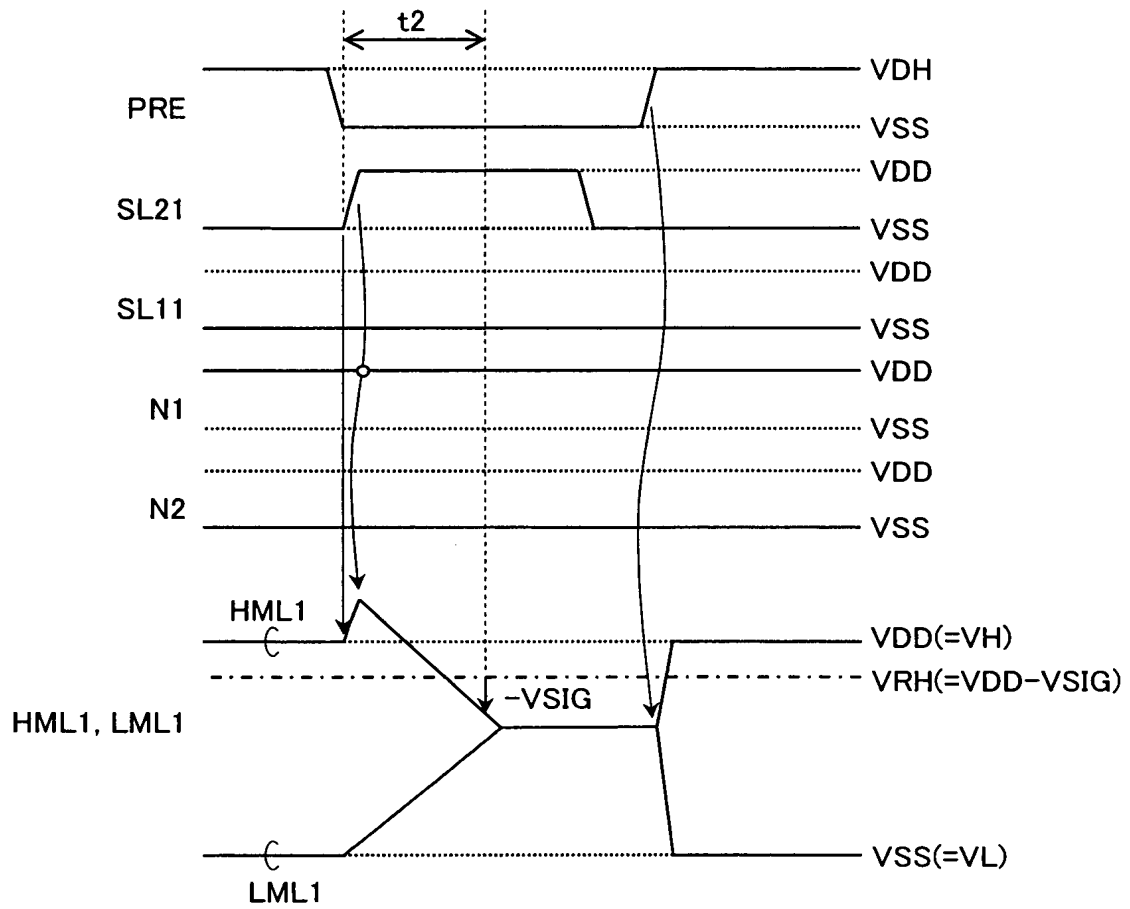 t2
VDH
PRE
VSS
VDD
SL21
VSS
VDD
SL11
VSS
VDD
N1
VSS
VDD
N2
VSS
HML1
VDD(=VH)
VRH(=VDD-VSIG)
-VSIG
HML1, LML1
VSS(=VL)
LML1